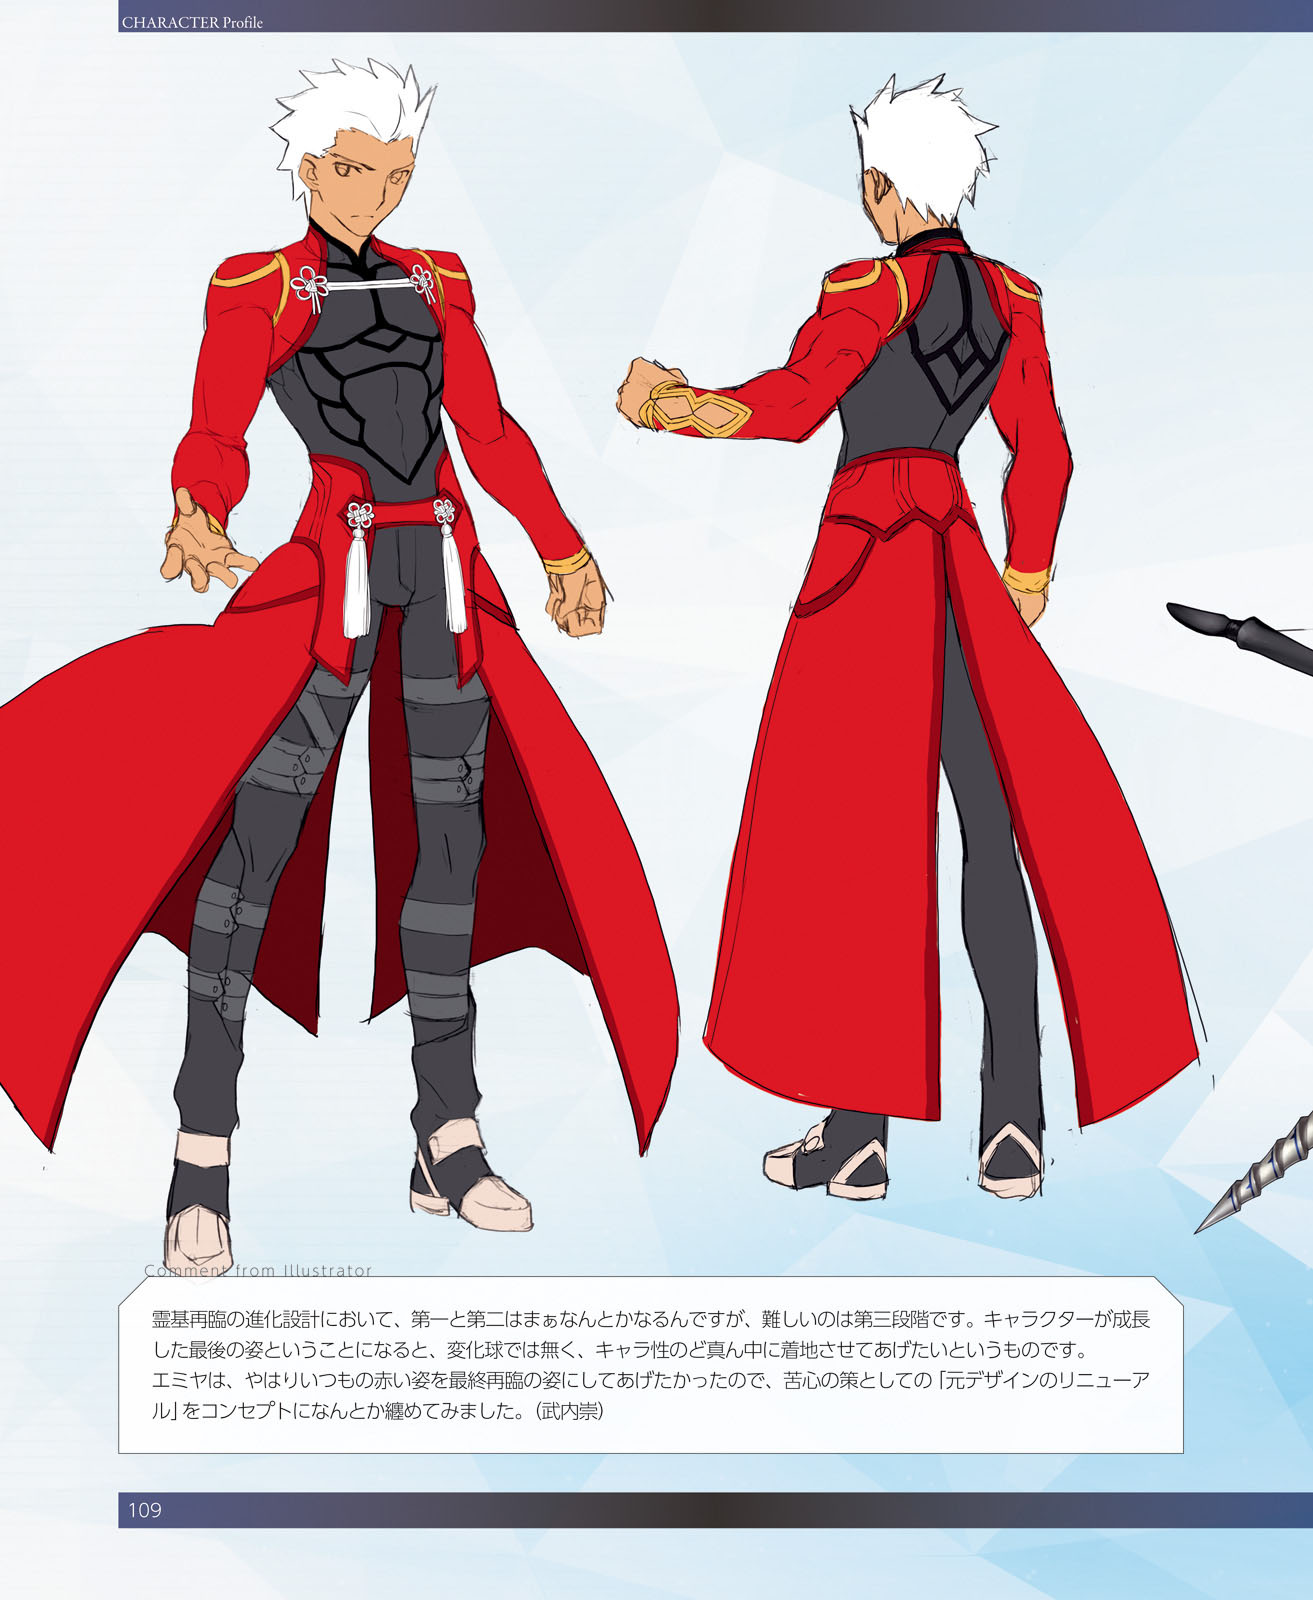 CHARACTER Profile
Comment from Illustrator
霊基再臨の進化設計において、第一と第二はまぁなんとかなるんですが、難しいのは第三段階です。キャラクターが成長
した最後の姿ということになると、変化球では無く、キャラ性のど真ん中に着地させてあげたいというものです。
エミヤは、やはりいつもの赤い姿を最終再臨の姿にしてあげたかったので、苦心の策としての「元デザインのリニューア
ル」をコンセプトになんとか纏めてみました。（武内崇）
109